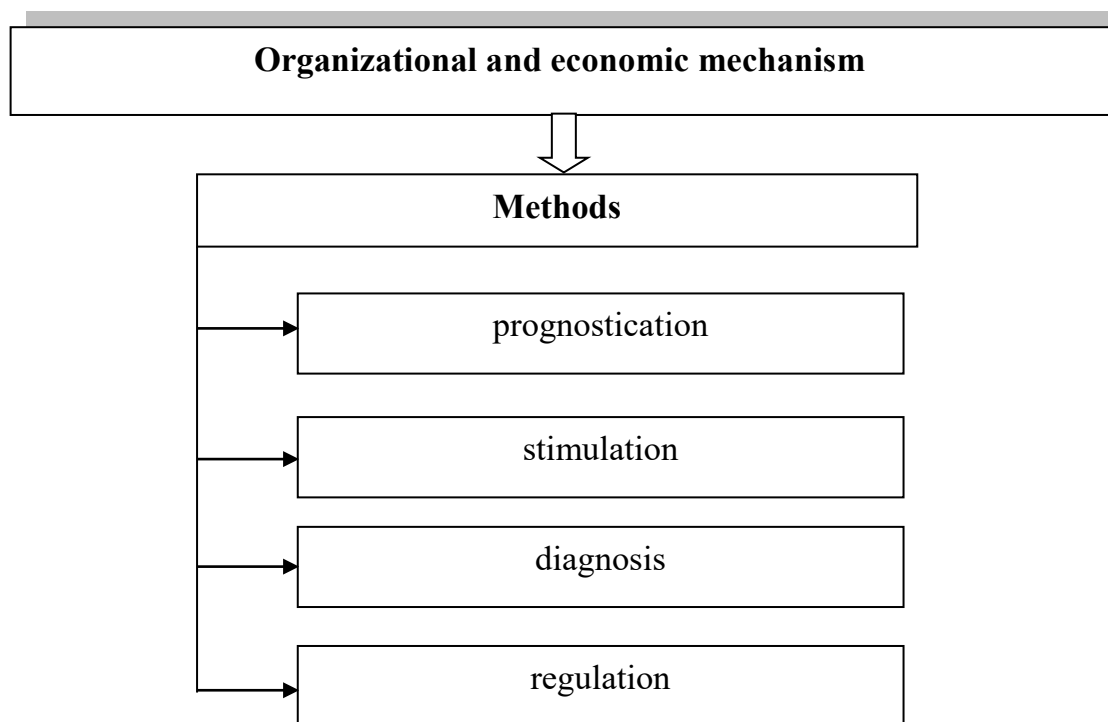 Organizational and economic mechanism
Methods
prognostication
stimulation
diagnosis
regulation